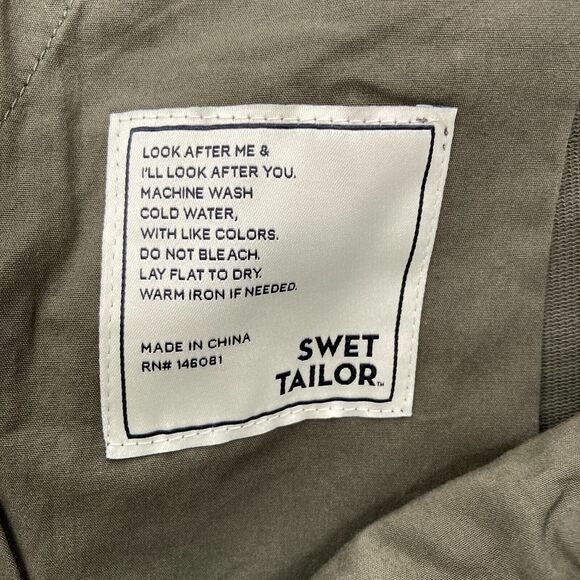 LOOK AFTER ME &
I'LL LOOK AFTER YOU.
MACHINE WASH
COLD WATER,
WITH LIKE COLORS.
DO NOT BLEACH.
LAY FLAT TO DRY.
WARM IRON IF NEEDED.
MADE IN CHINA
RN# 146081
SWET
TAILOR™